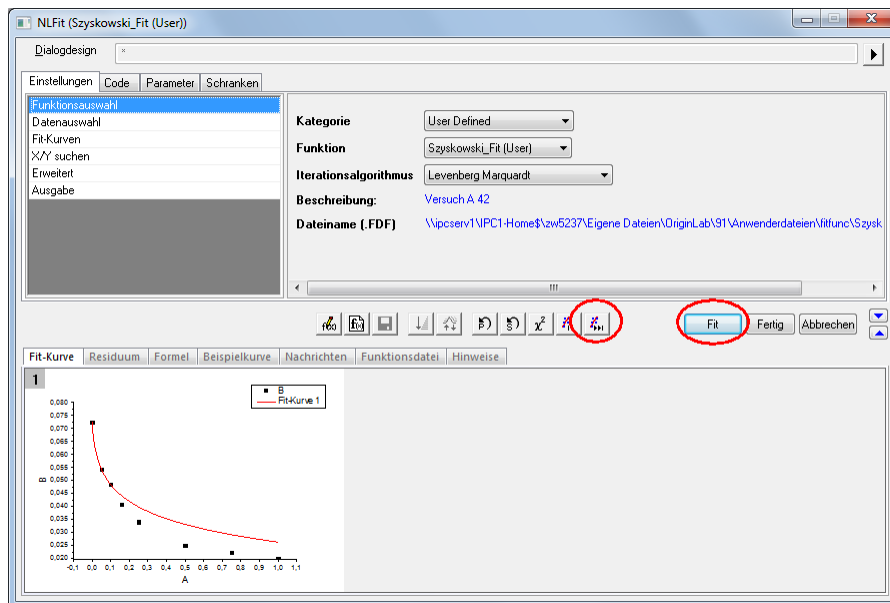 NLFit (Szyskowski_Fit (User))
Dialogdesign *
Einstellungen Code Parameter Schranken
Funktionsauswahl
Datenauswahl
Fit-Kurven
X/Y suchen
Erweitert
Ausgabe
Kategorie User Defined
Funktion Szyskowski_Fit (User)
Iterationsalgorithmus Levenberg Marquardt
Beschreibung: Versuch A 42
Dateiname (.FDF) \\ipcserv1\IPC1-Home$\zw5237\Eigene Dateien\OriginLab\91\Anwenderdateien\fitfunc\Szysk
Fit Fertig Abbrechen
Fit-Kurve Residuum Formel Beispielkurve Nachrichten Funktionsdatei Hinweise
1
B
Fit-Kurve 1
0,080
0,075
0,070
0,065
0,060
0,055
0,050
0,045
0,040
0,035
0,030
0,025
0,020
B
-0,1 0,0 0,1 0,2 0,3 0,4 0,5 0,6 0,7 0,8 0,9 1,0 1,1
A